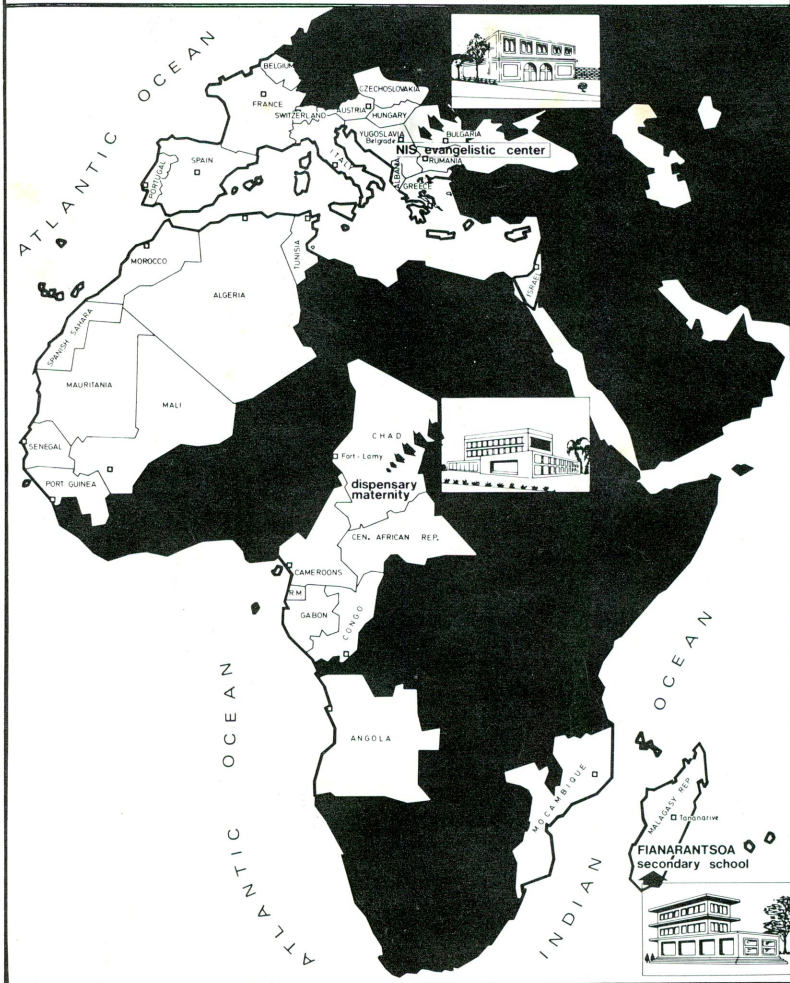 ATLANTIC OCEAN
BELGIUM
FRANCE
CZECHOSLOVAKIA
SWITZERLAND
AUSTRIA
HUNGARY
YUGOSLAVIA
Belgrade
BULGARIA
NIS evangelistic center
RUMANIA
ITALY
ALBANIA
GREECE
PORTUGAL
SPAIN
MOROCCO
TUNISIA
ISRAEL
ALGERIA
SPANISH SAHARA
MAURITANIA
MALI
SENEGAL
PORT GUINEA
CHAD
Fort-Lamy
dispensary
maternity
CEN. AFRICAN REP.
CAMEROONS
RM
GABON
CONGO
ATLANTIC OCEAN
ANGOLA
MOCAMBIQUE
INDIAN OCEAN
MALAGASY REP.
Tananarive
FIANARANTSOA
secondary school